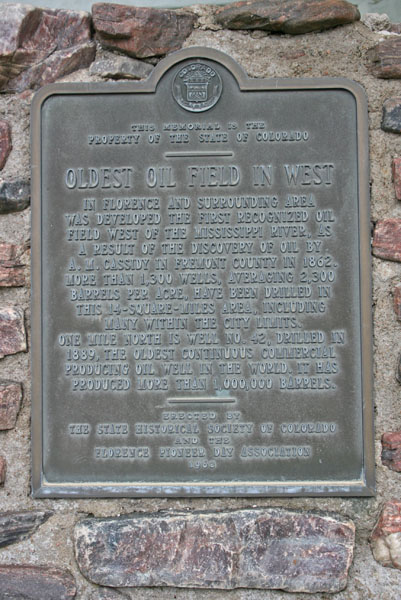 THIS MEMORIAL IS THE
PROPERTY OF THE STATE OF COLORADO
OLDEST OIL FIELD IN WEST
IN FLORENCE AND SURROUNDING AREA
WAS DEVELOPED THE FIRST RECOGNIZED OIL
FIELD WEST OF THE MISSISSIPPI RIVER, AS
A RESULT OF THE DISCOVERY OF OIL BY
A. M. CASSIDY IN FREMONT COUNTY IN 1862.
MORE THAN 1,300 WELLS, AVERAGING 2,300
BARRELS PER ACRE, HAVE BEEN DRILLED IN
THIS 14-SQUARE-MILES AREA, INCLUDING
MANY WITHIN THE CITY LIMITS.
ONE MILE NORTH IS WELL NO. 42, DRILLED IN
1889, THE OLDEST CONTINUOUS COMMERCIAL
PRODUCING OIL WELL IN THE WORLD. IT HAS
PRODUCED MORE THAN 1,000,000 BARRELS.
ERECTED BY
THE STATE HISTORICAL SOCIETY OF COLORADO
AND THE
FLORENCE PIONEER DAY ASSOCIATION